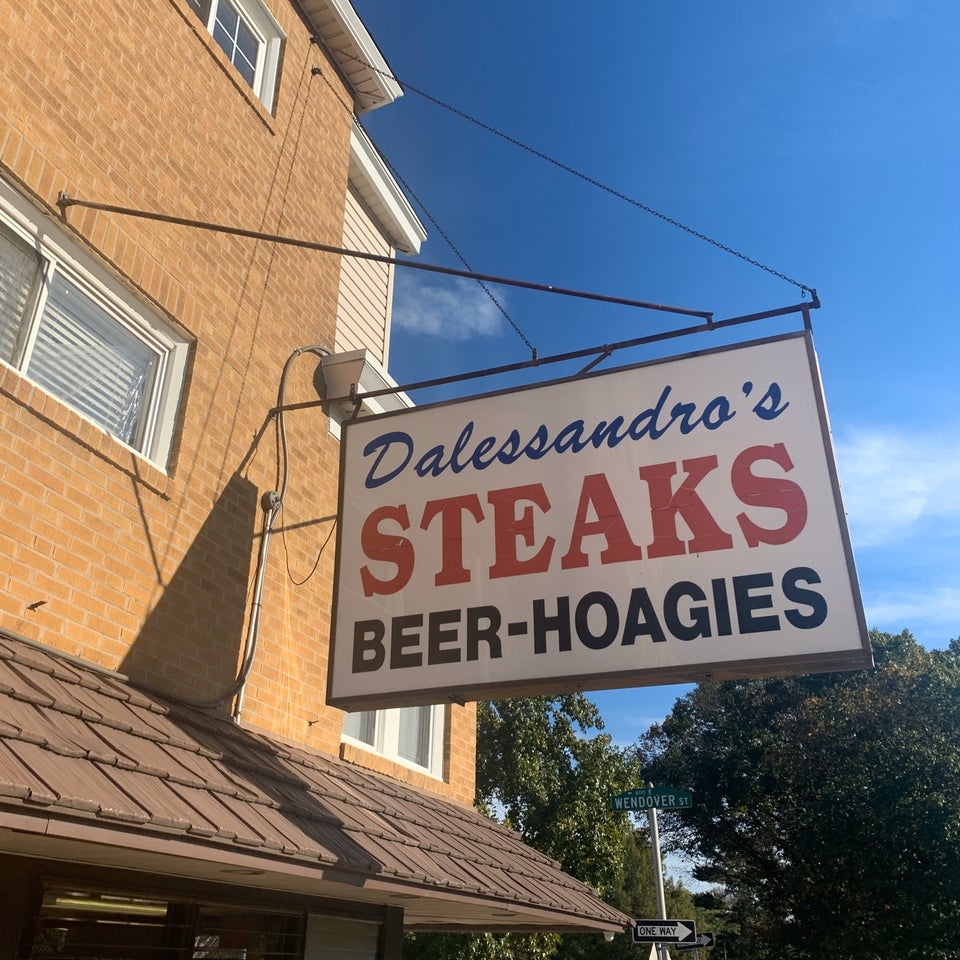 Dalessandro's
STEAKS
BEER-HOAGIES
WENDOVER ST
ONE WAY